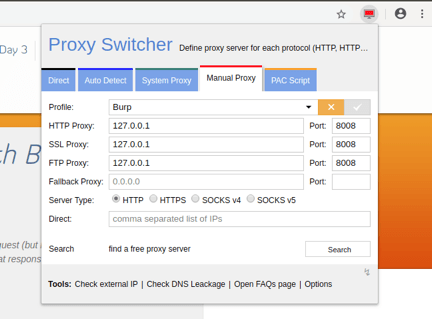 Proxy Switcher Define proxy server for each protocol (HTTP, HTTP...
Day 3
Direct Auto Detect System Proxy Manual Proxy PAC Script
Profile: Burp
HTTP Proxy: 127.0.0.1 Port: 8008
SSL Proxy: 127.0.0.1 Port: 8008
FTP Proxy: 127.0.0.1 Port: 8008
th B
Fallback Proxy: 0.0.0.0 Port:
Server Type: HTTP HTTPS SOCKS v4 SOCKS v5
Direct: comma separated list of IPs
quest (but
Search find a free proxy server Search
at respons
Tools: Check external IP | Check DNS Leackage | Open FAQs page | Options